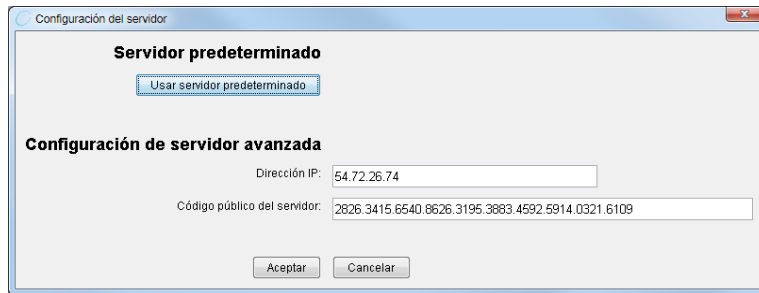 Configuración del servidor
Servidor predeterminado
Usar servidor predeterminado
Configuración de servidor avanzada
Dirección IP: 54.72.26.74
Código público del servidor: 2826.3415.6540.8626.3195.3883.4592.5914.0321.6109
Aceptar Cancelar